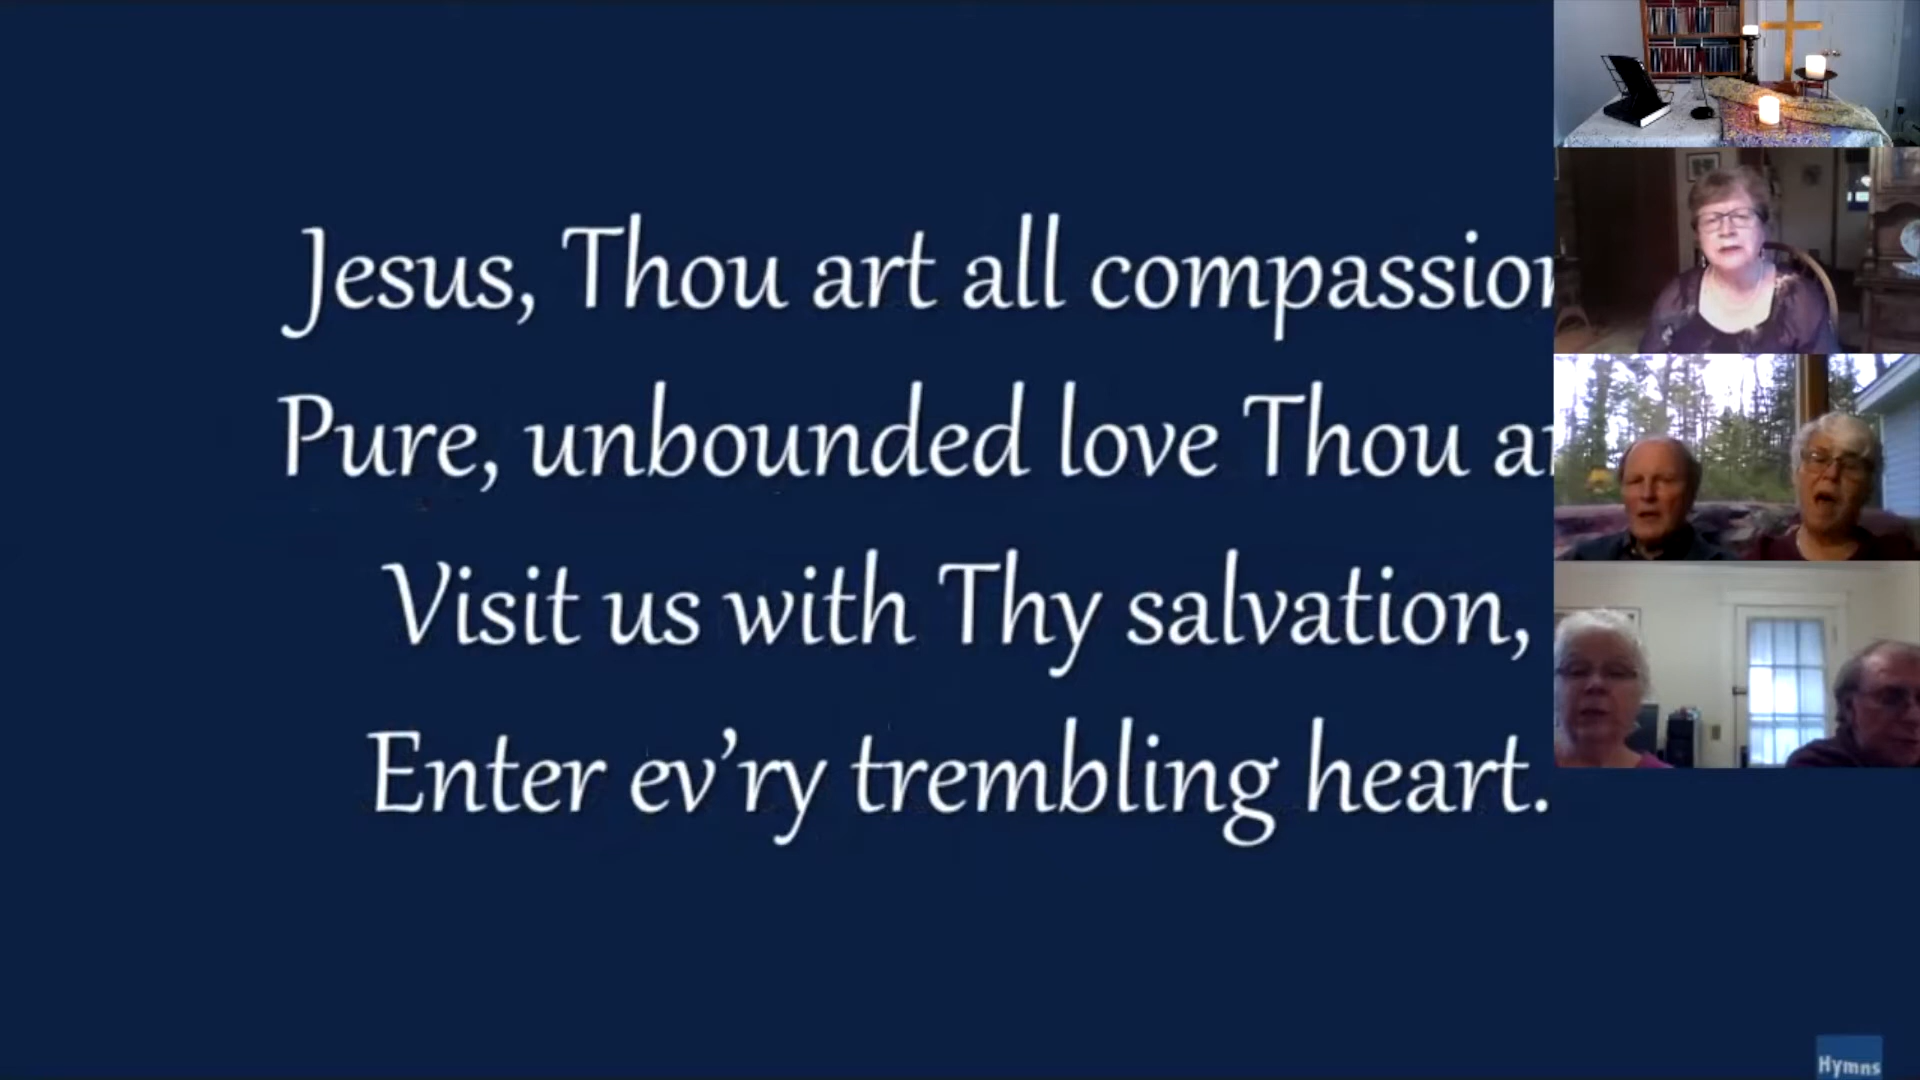 Jesus, Thou art all compassion
Pure, unbounded love Thou ar
Visit us with Thy salvation,
Enter ev’ry trembling heart.
Hymns